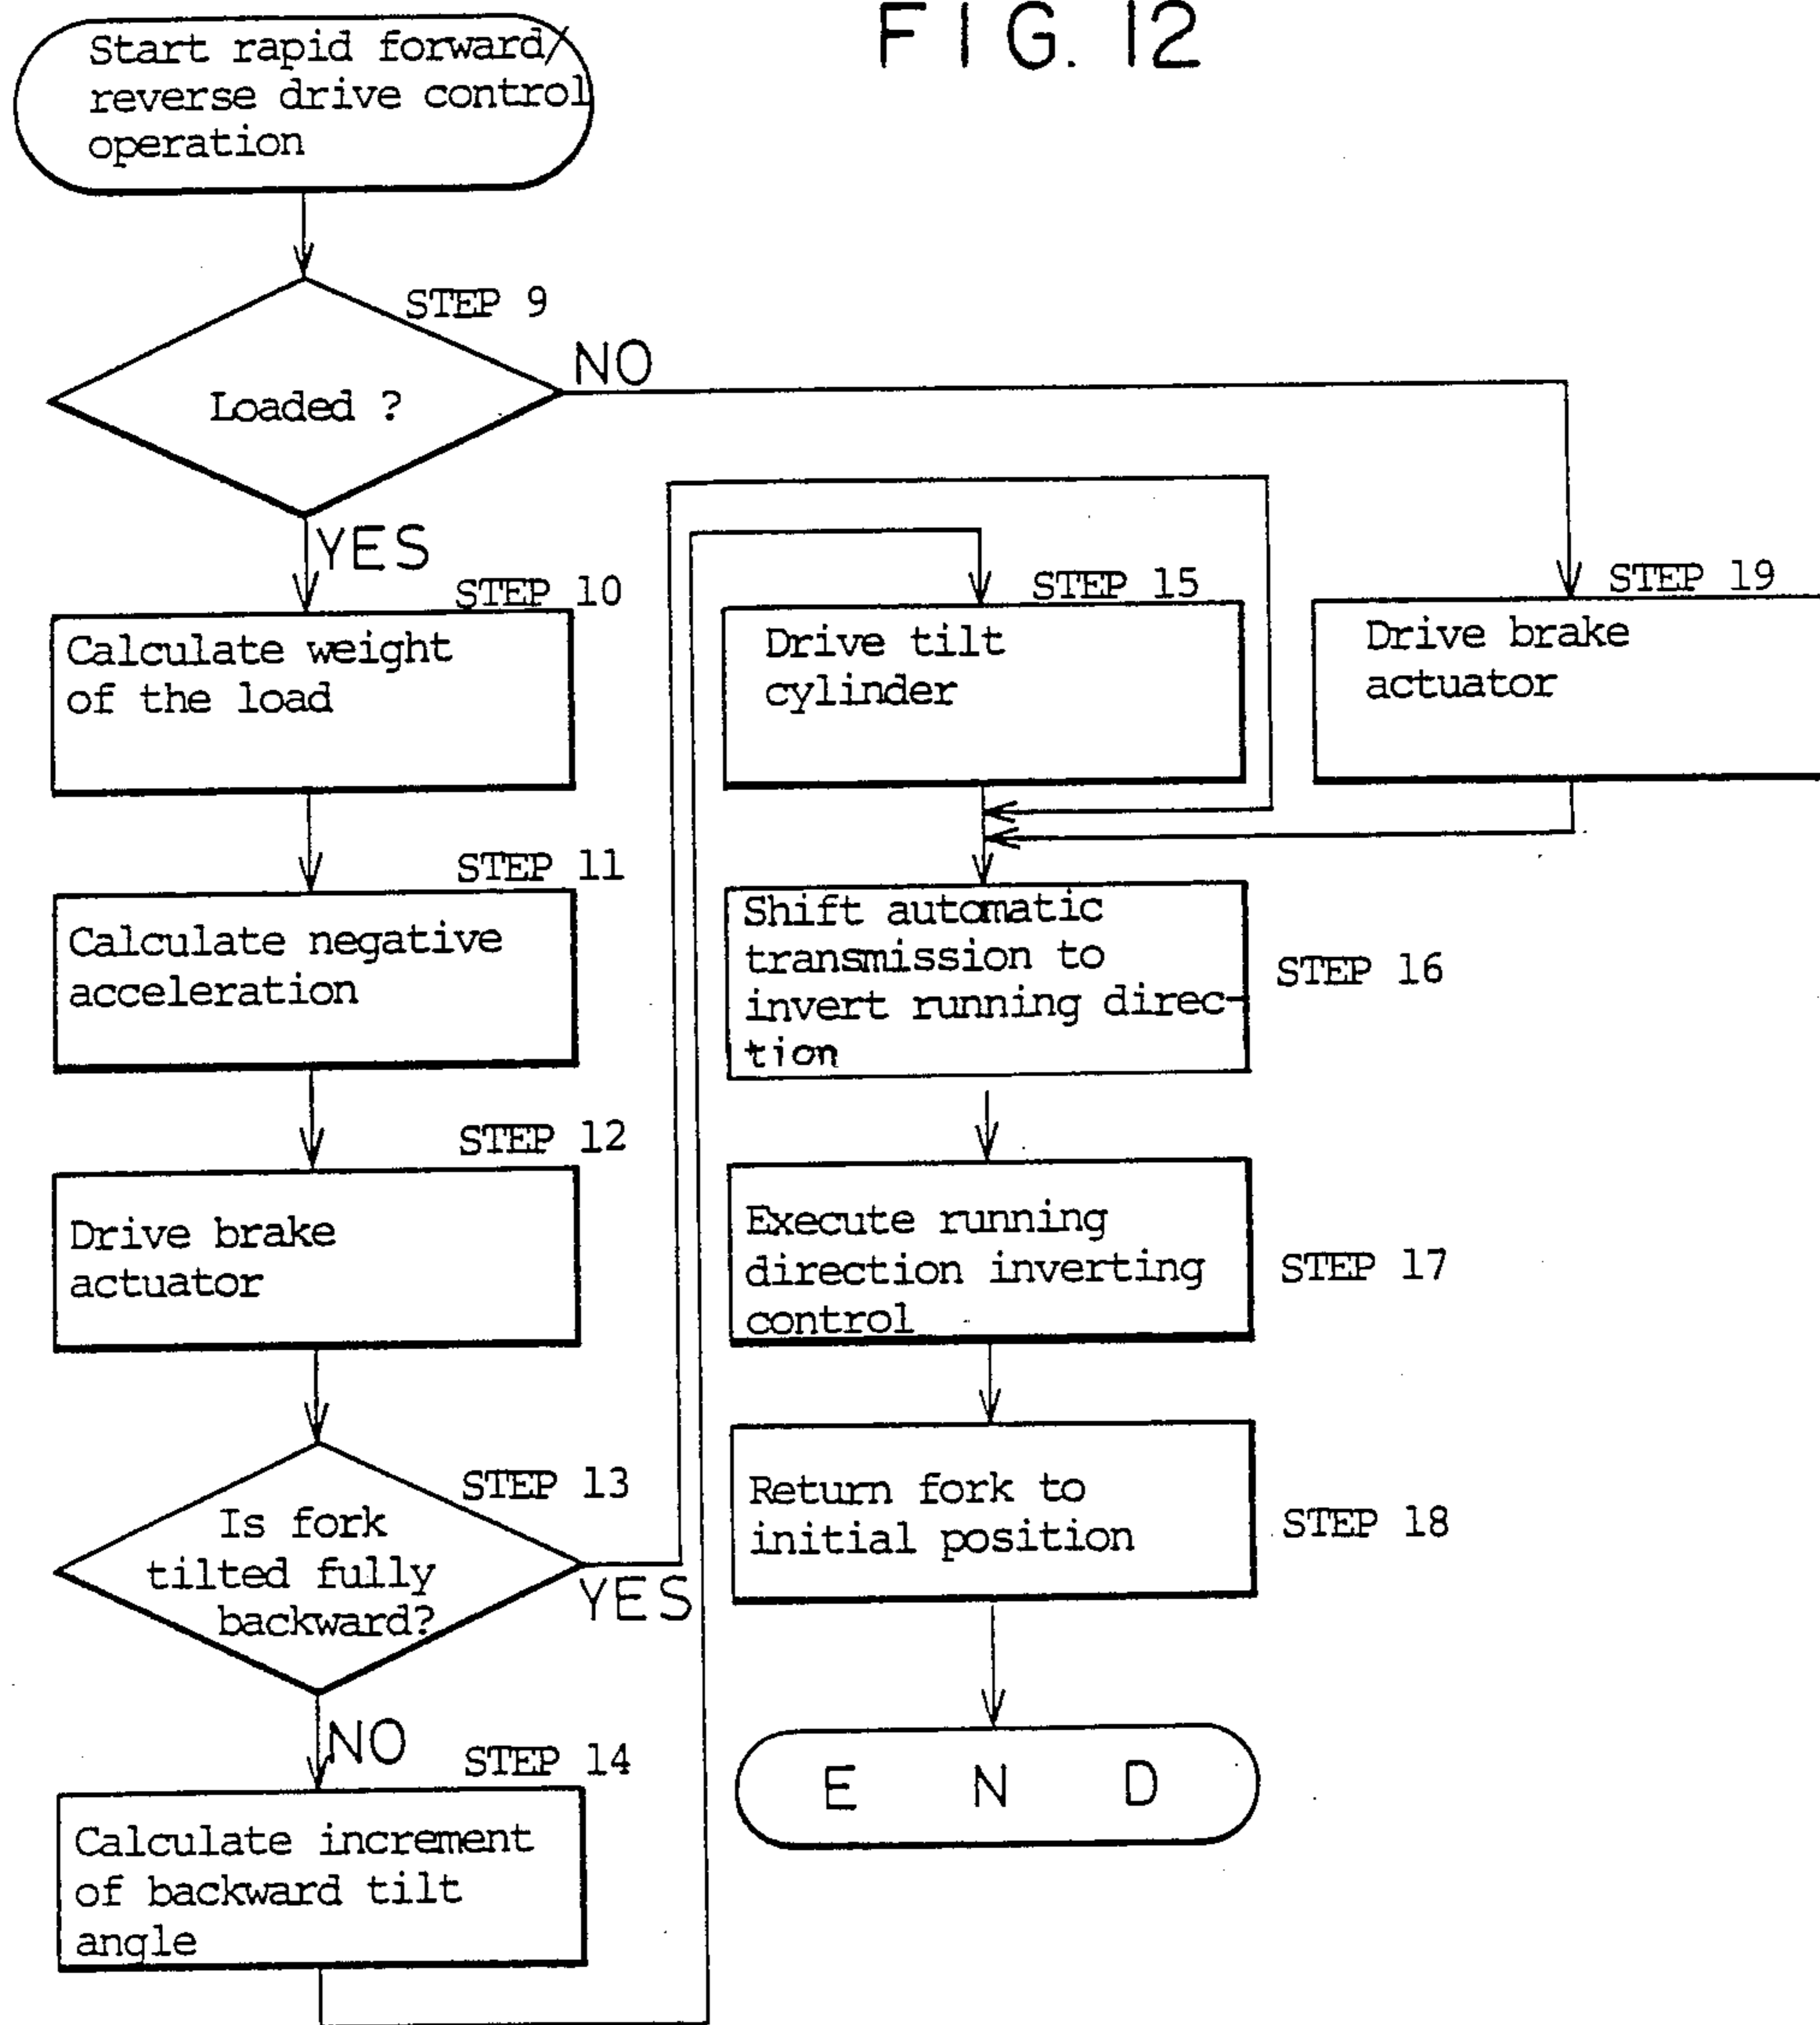 FIG. 12
Start rapid forward/
reverse drive control
operation
STEP 9
Loaded ?
NO
YES
STEP 10
Calculate weight
of the load
STEP 11
Calculate negative
acceleration
STEP 12
Drive brake
actuator
STEP 13
Is fork
tilted fully
backward?
YES
NO
STEP 14
Calculate increment
of backward tilt
angle
STEP 15
Drive tilt
cylinder
STEP 19
Drive brake
actuator
Shift automatic
transmission to
invert running direc-
tion
STEP 16
Execute running
direction inverting
control
STEP 17
Return fork to
initial position
STEP 18
E N D